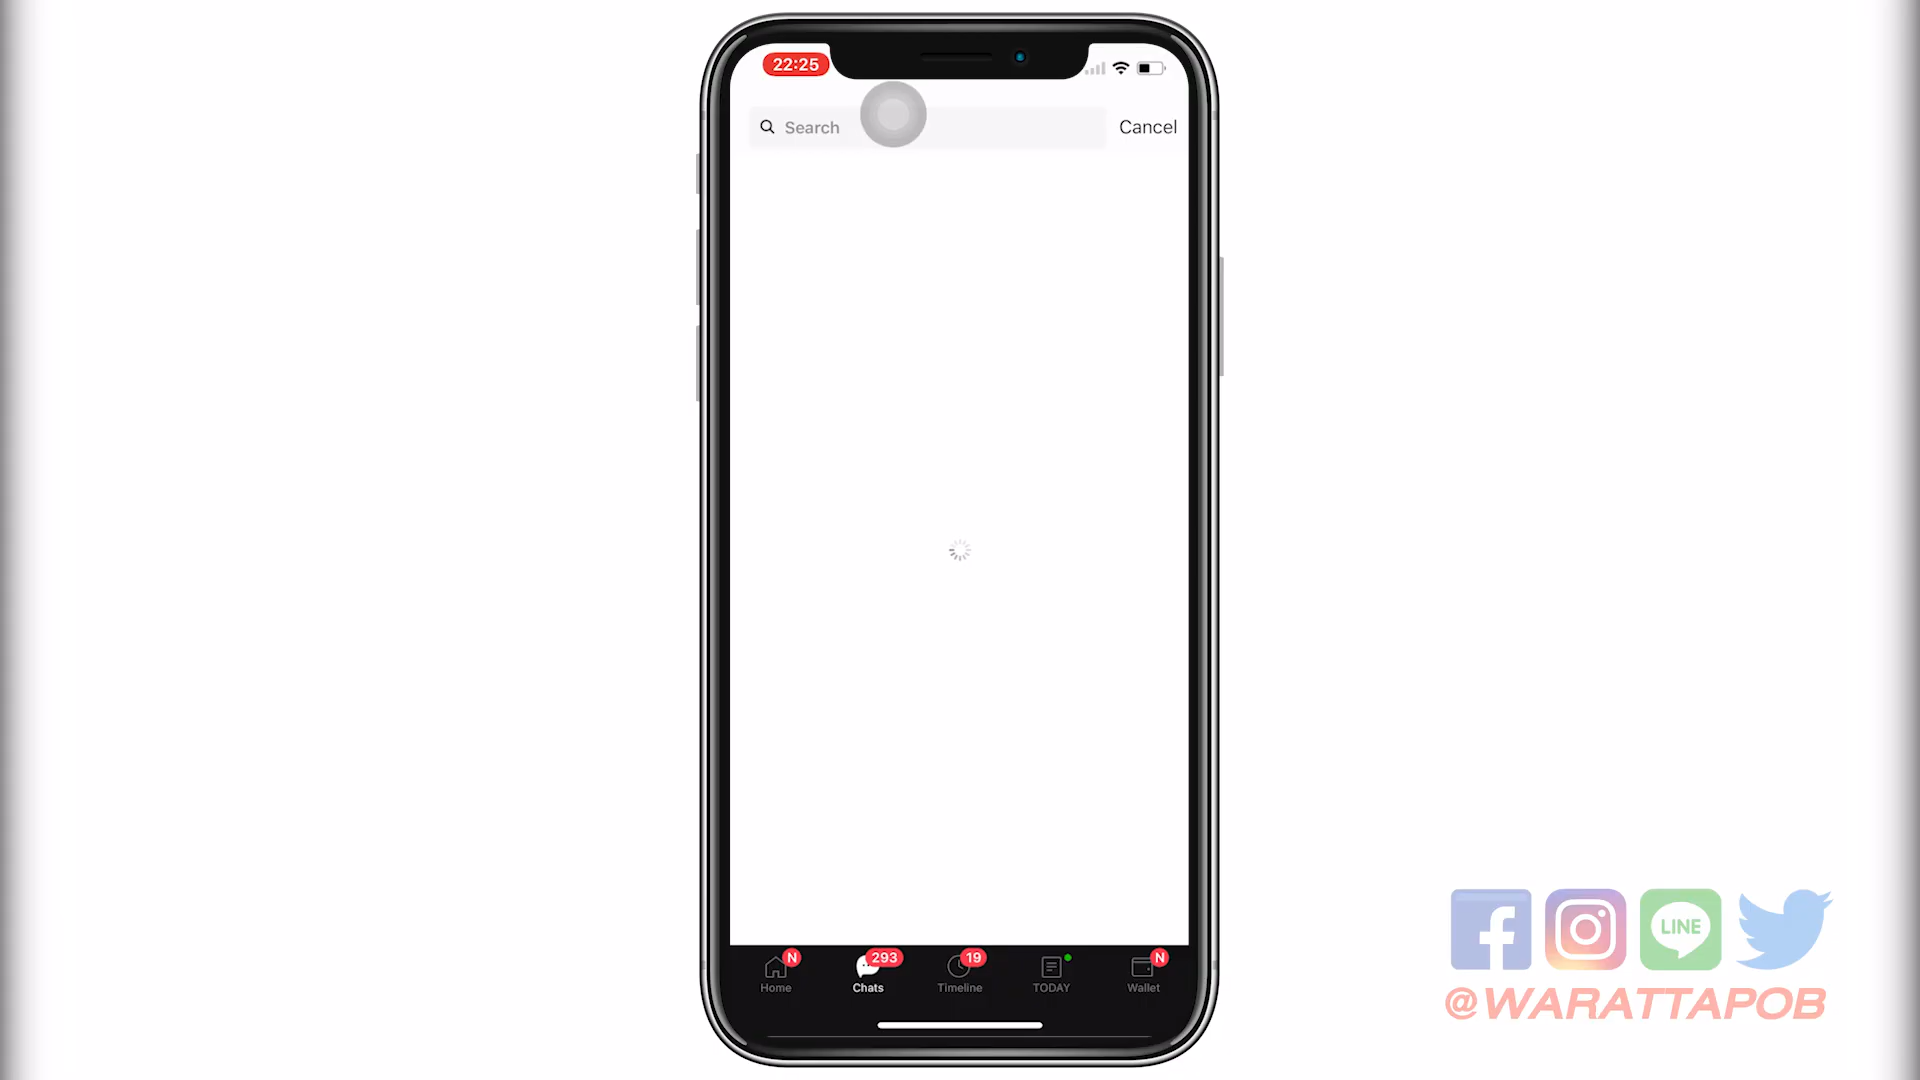 22:25
Search
Cancel
N
293
19
N
Home
Chats
Timeline
TODAY
Wallet
LINE
@WARATTAPOB